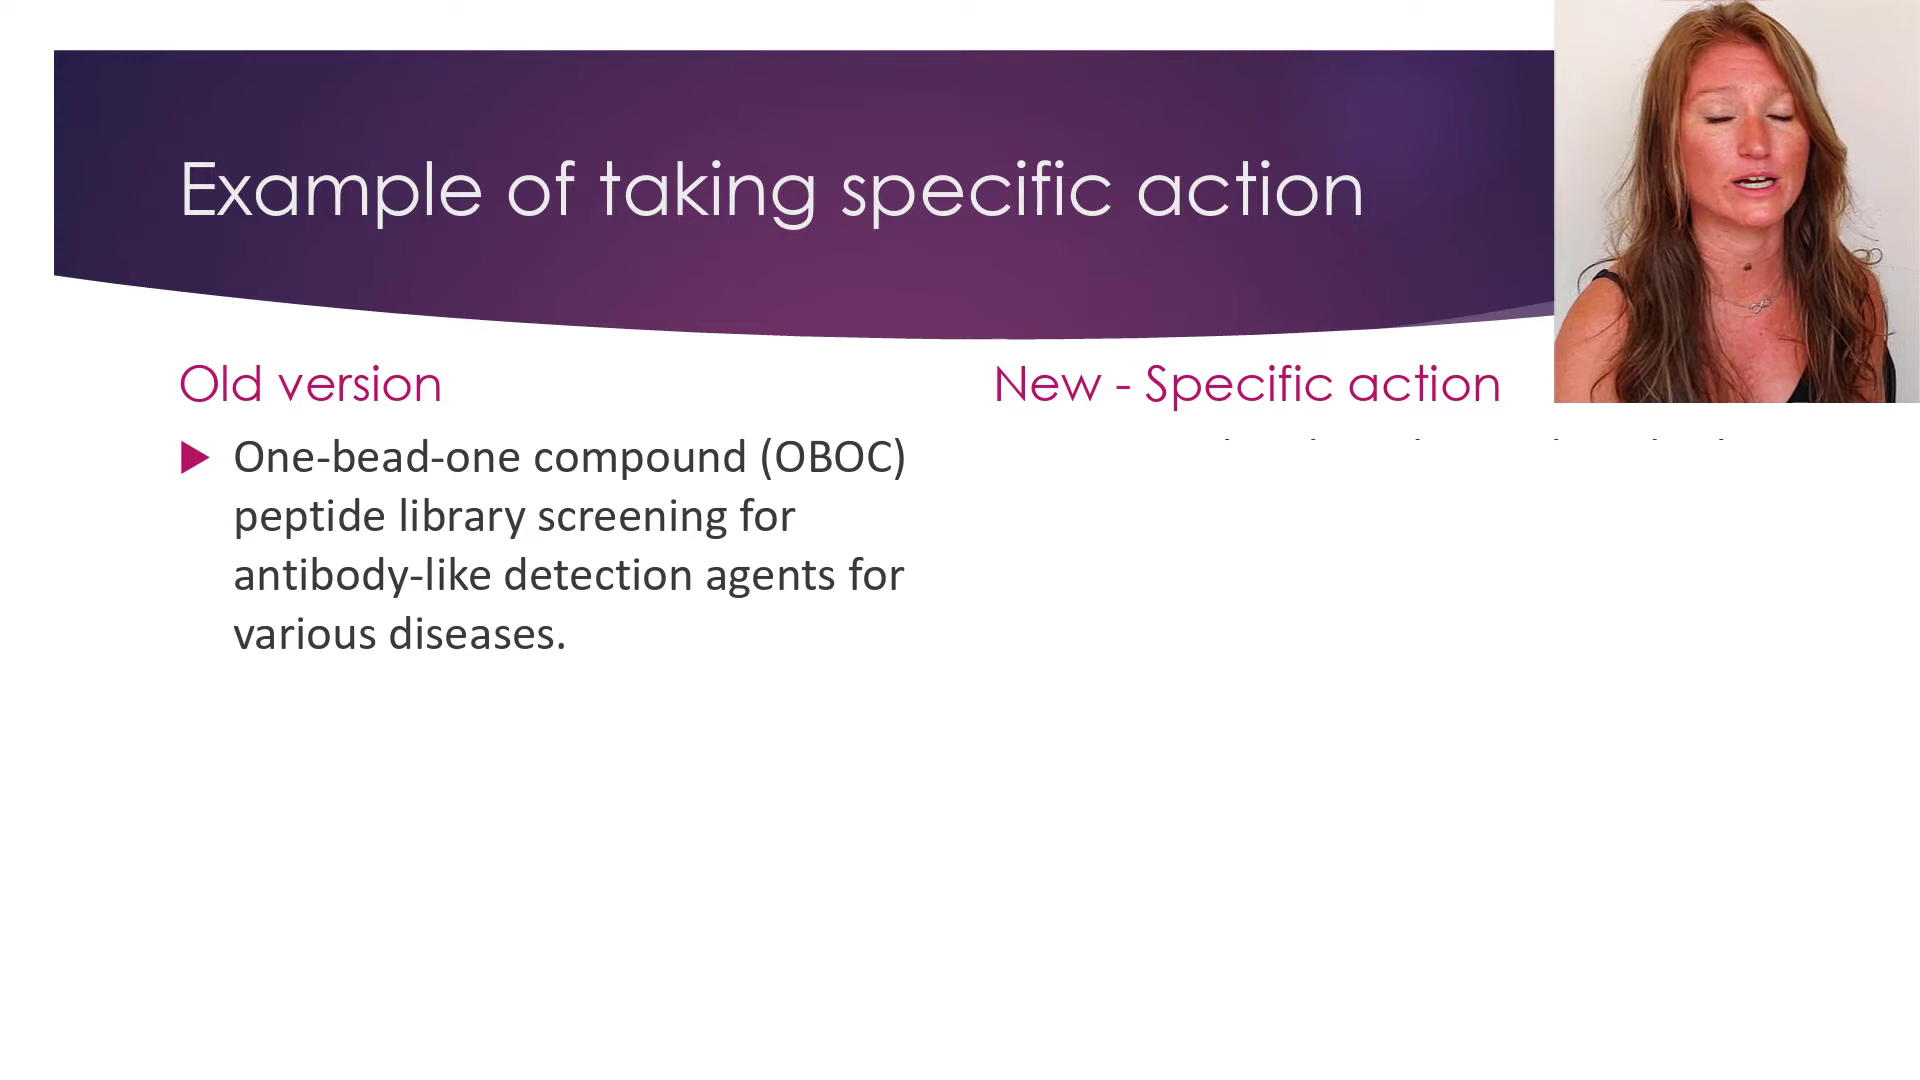 Example of taking specific action
Old version
One-bead-one compound (OBOC)
peptide library screening for
antibody-like detection agents for
various diseases.
New - Specific action